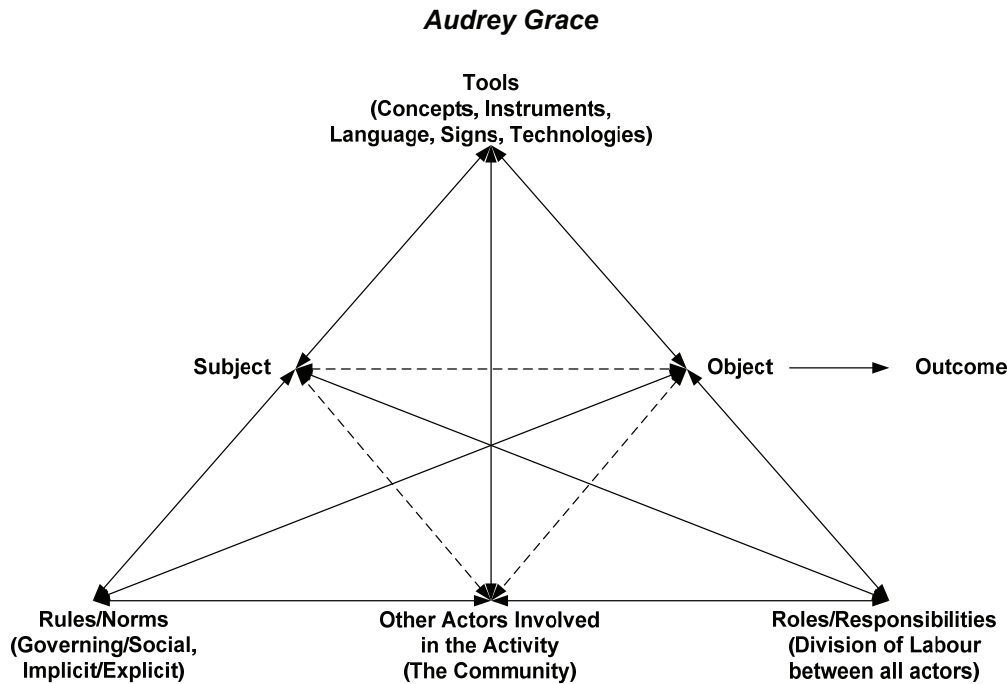 Audrey Grace
Tools
(Concepts, Instruments,
Language, Signs, Technologies)
Subject
Object
Outcome
Rules/Norms
(Governing/Social,
Implicit/Explicit)
Other Actors Involved
in the Activity
(The Community)
Roles/Responsibilities
(Division of Labour
between all actors)